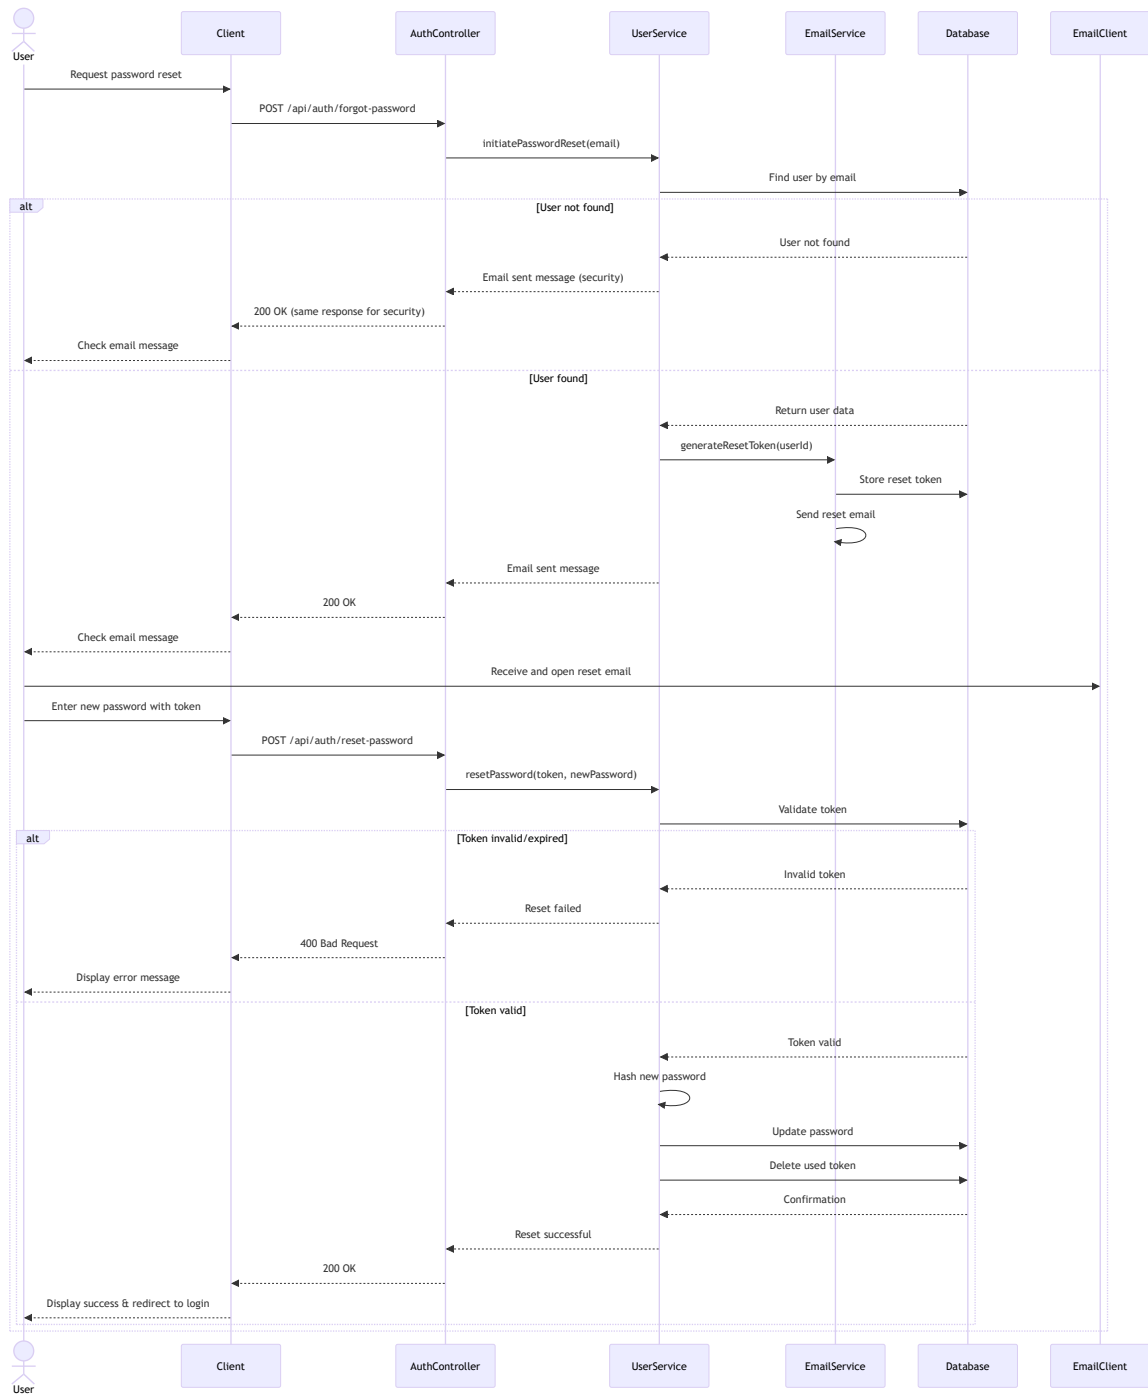 User
Client
AuthController
UserService
EmailService
Database
EmailClient
Request password reset
POST /api/auth/forgot-password
initiatePasswordReset(email)
Find user by email
alt
[User not found]
User not found
Email sent message (security)
200 OK (same response for security)
Check email message
[User found]
Return user data
generateResetToken(userId)
Store reset token
Send reset email
Email sent message
200 OK
Check email message
Receive and open reset email
Enter new password with token
POST /api/auth/reset-password
resetPassword(token, newPassword)
Validate token
alt
[Token invalid/expired]
Invalid token
Reset failed
400 Bad Request
Display error message
[Token valid]
Token valid
Hash new password
Update password
Delete used token
Confirmation
Reset successful
200 OK
Display success & redirect to login
User
Client
AuthController
UserService
EmailService
Database
EmailClient